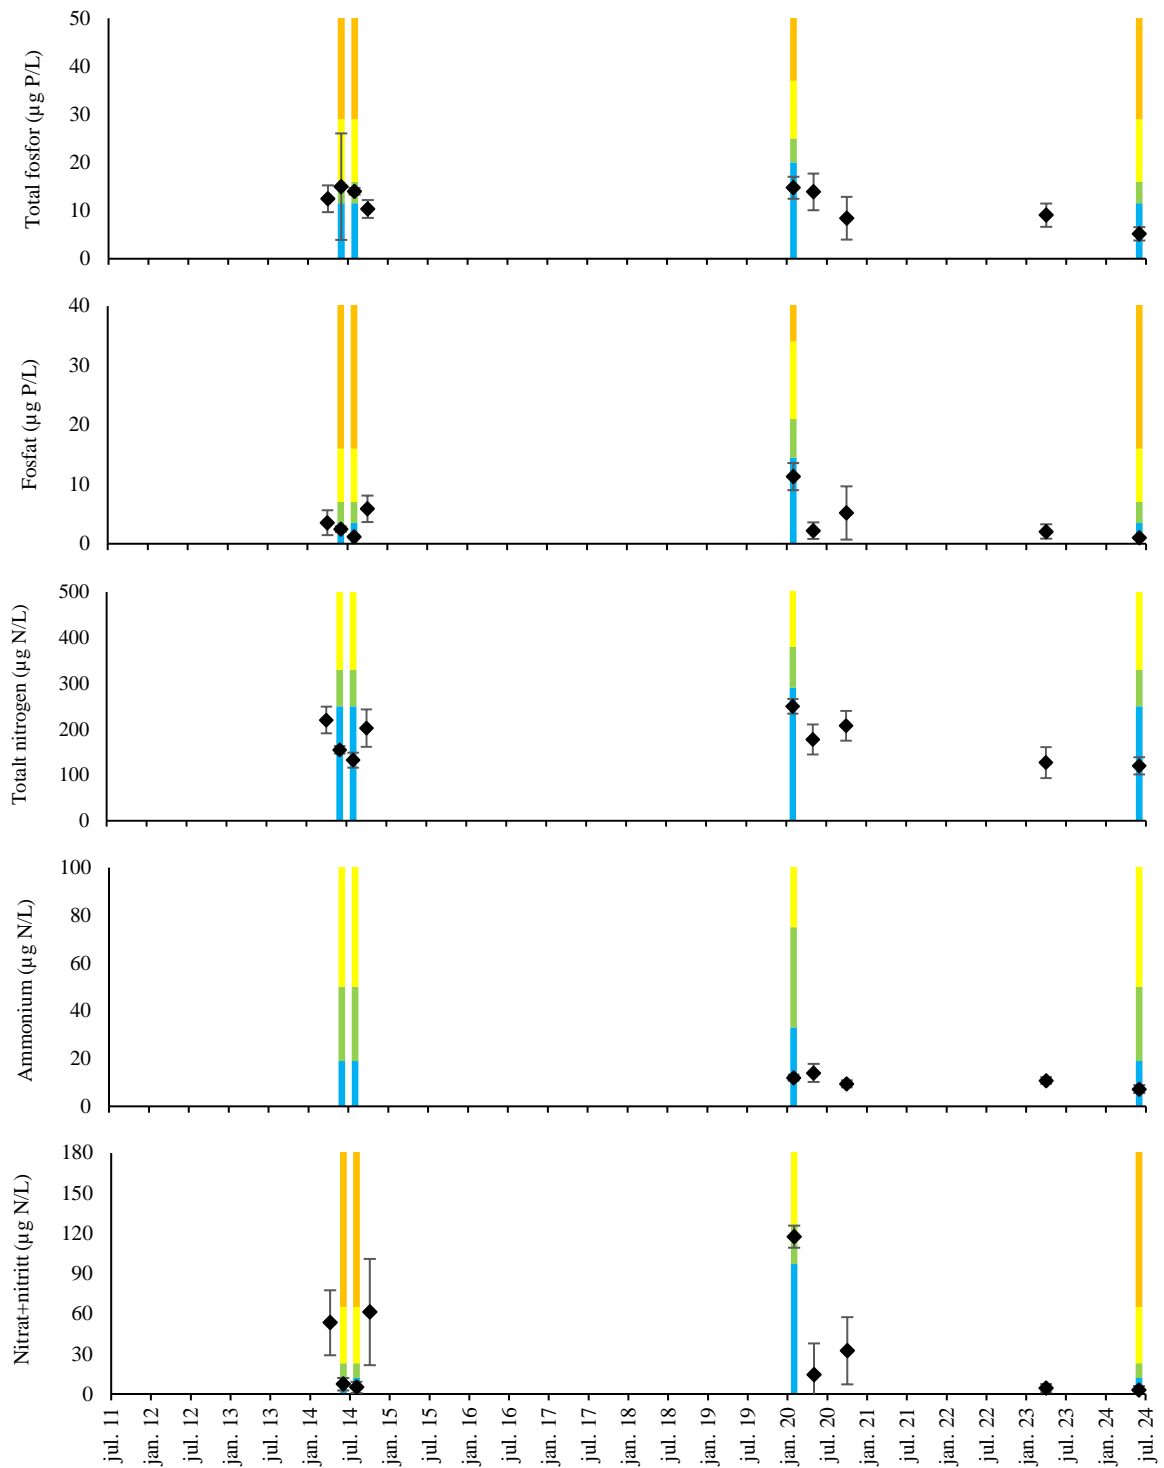 Total fosfor (µg P/L)
50
40
30
20
10
0
Fosfat (µg P/L)
40
30
20
10
0
Totalt nitrogen (µg N/L)
500
400
300
200
100
0
Ammonium (µg N/L)
100
80
60
40
20
0
Nitrat+nitritt (µg N/L)
180
150
120
90
60
30
0
jul. 11
jan. 12
jul. 12
jan. 13
jul. 13
jan. 14
jul. 14
jan. 15
jul. 15
jan. 16
jul. 16
jan. 17
jul. 17
jan. 18
jul. 18
jan. 19
jul. 19
jan. 20
jul. 20
jan. 21
jul. 21
jan. 22
jul. 22
jan. 23
jul. 23
jan. 24
jul. 24